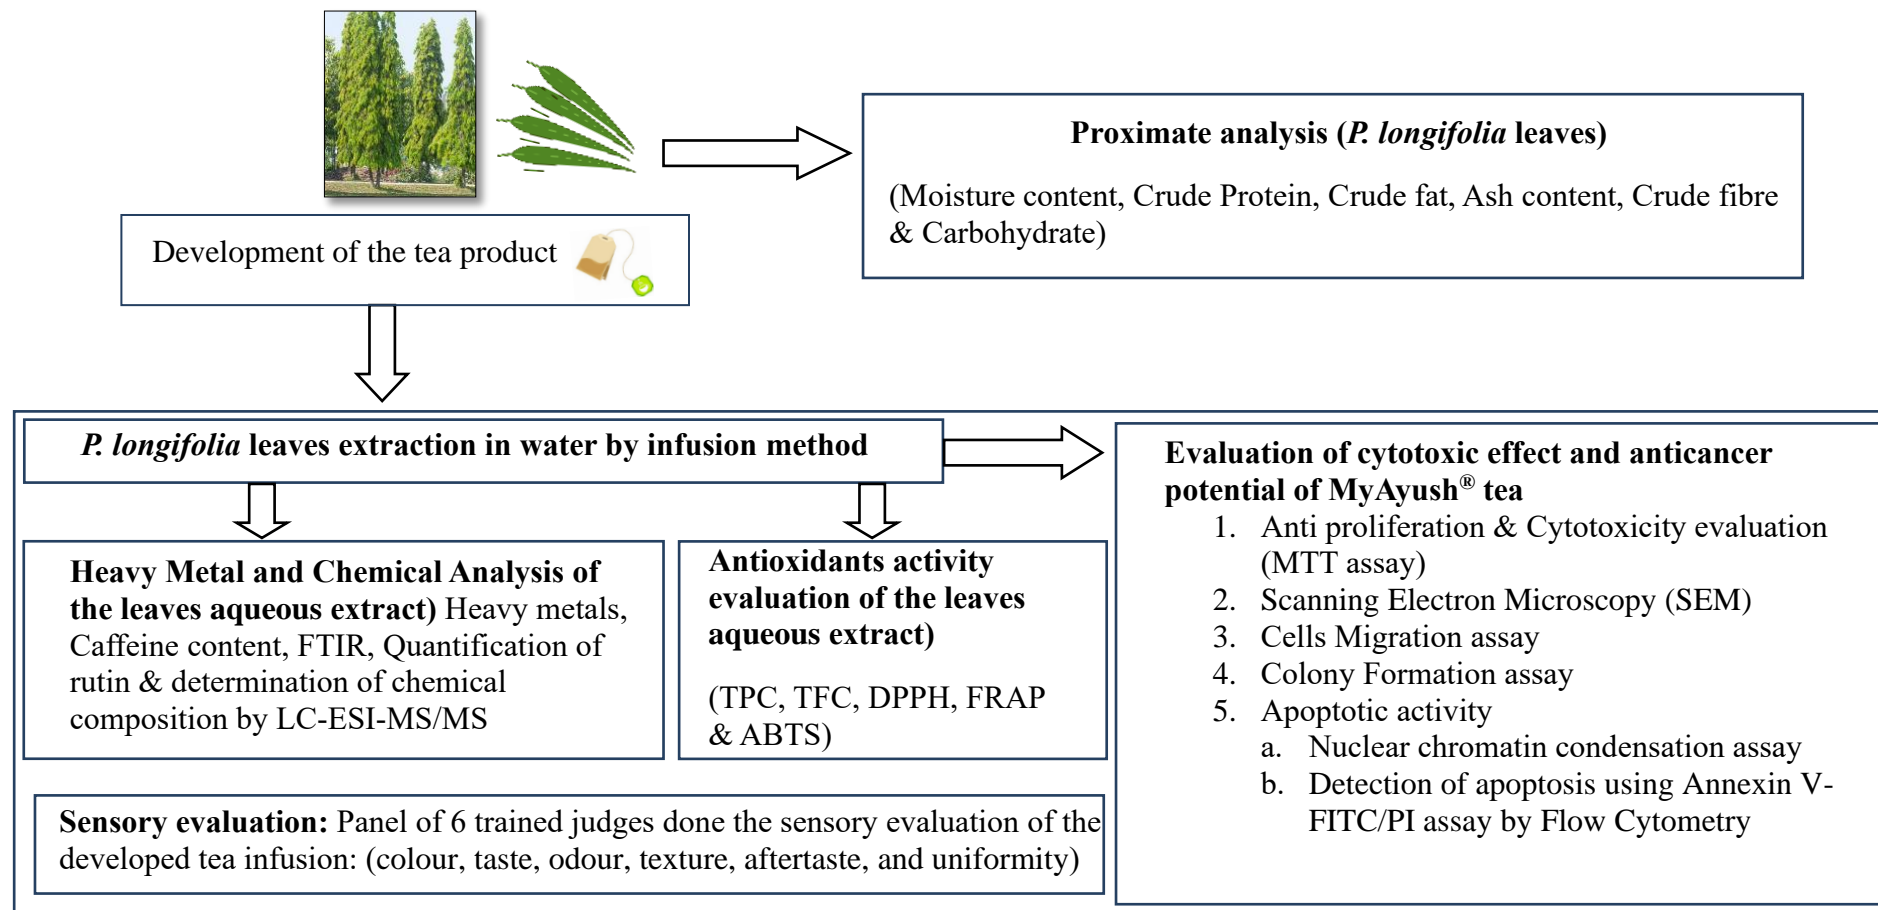 Proximate analysis (P. longifolia leaves)
(Moisture content, Crude Protein, Crude fat, Ash content, Crude fibre
& Carbohydrate)
Development of the tea product
P. longifolia leaves extraction in water by infusion method
Heavy Metal and Chemical Analysis of
the leaves aqueous extract) Heavy metals,
Caffeine content, FTIR, Quantification of
rutin & determination of chemical
composition by LC-ESI-MS/MS
Antioxidants activity
evaluation of the leaves
aqueous extract)
(TPC, TFC, DPPH, FRAP
& ABTS)
Sensory evaluation: Panel of 6 trained judges done the sensory evaluation of the
developed tea infusion: (colour, taste, odour, texture, aftertaste, and uniformity)
Evaluation of cytotoxic effect and anticancer
potential of MyAyush® tea
1. Anti proliferation & Cytotoxicity evaluation
(MTT assay)
2. Scanning Electron Microscopy (SEM)
3. Cells Migration assay
4. Colony Formation assay
5. Apoptotic activity
a. Nuclear chromatin condensation assay
b. Detection of apoptosis using Annexin V-
FITC/PI assay by Flow Cytometry